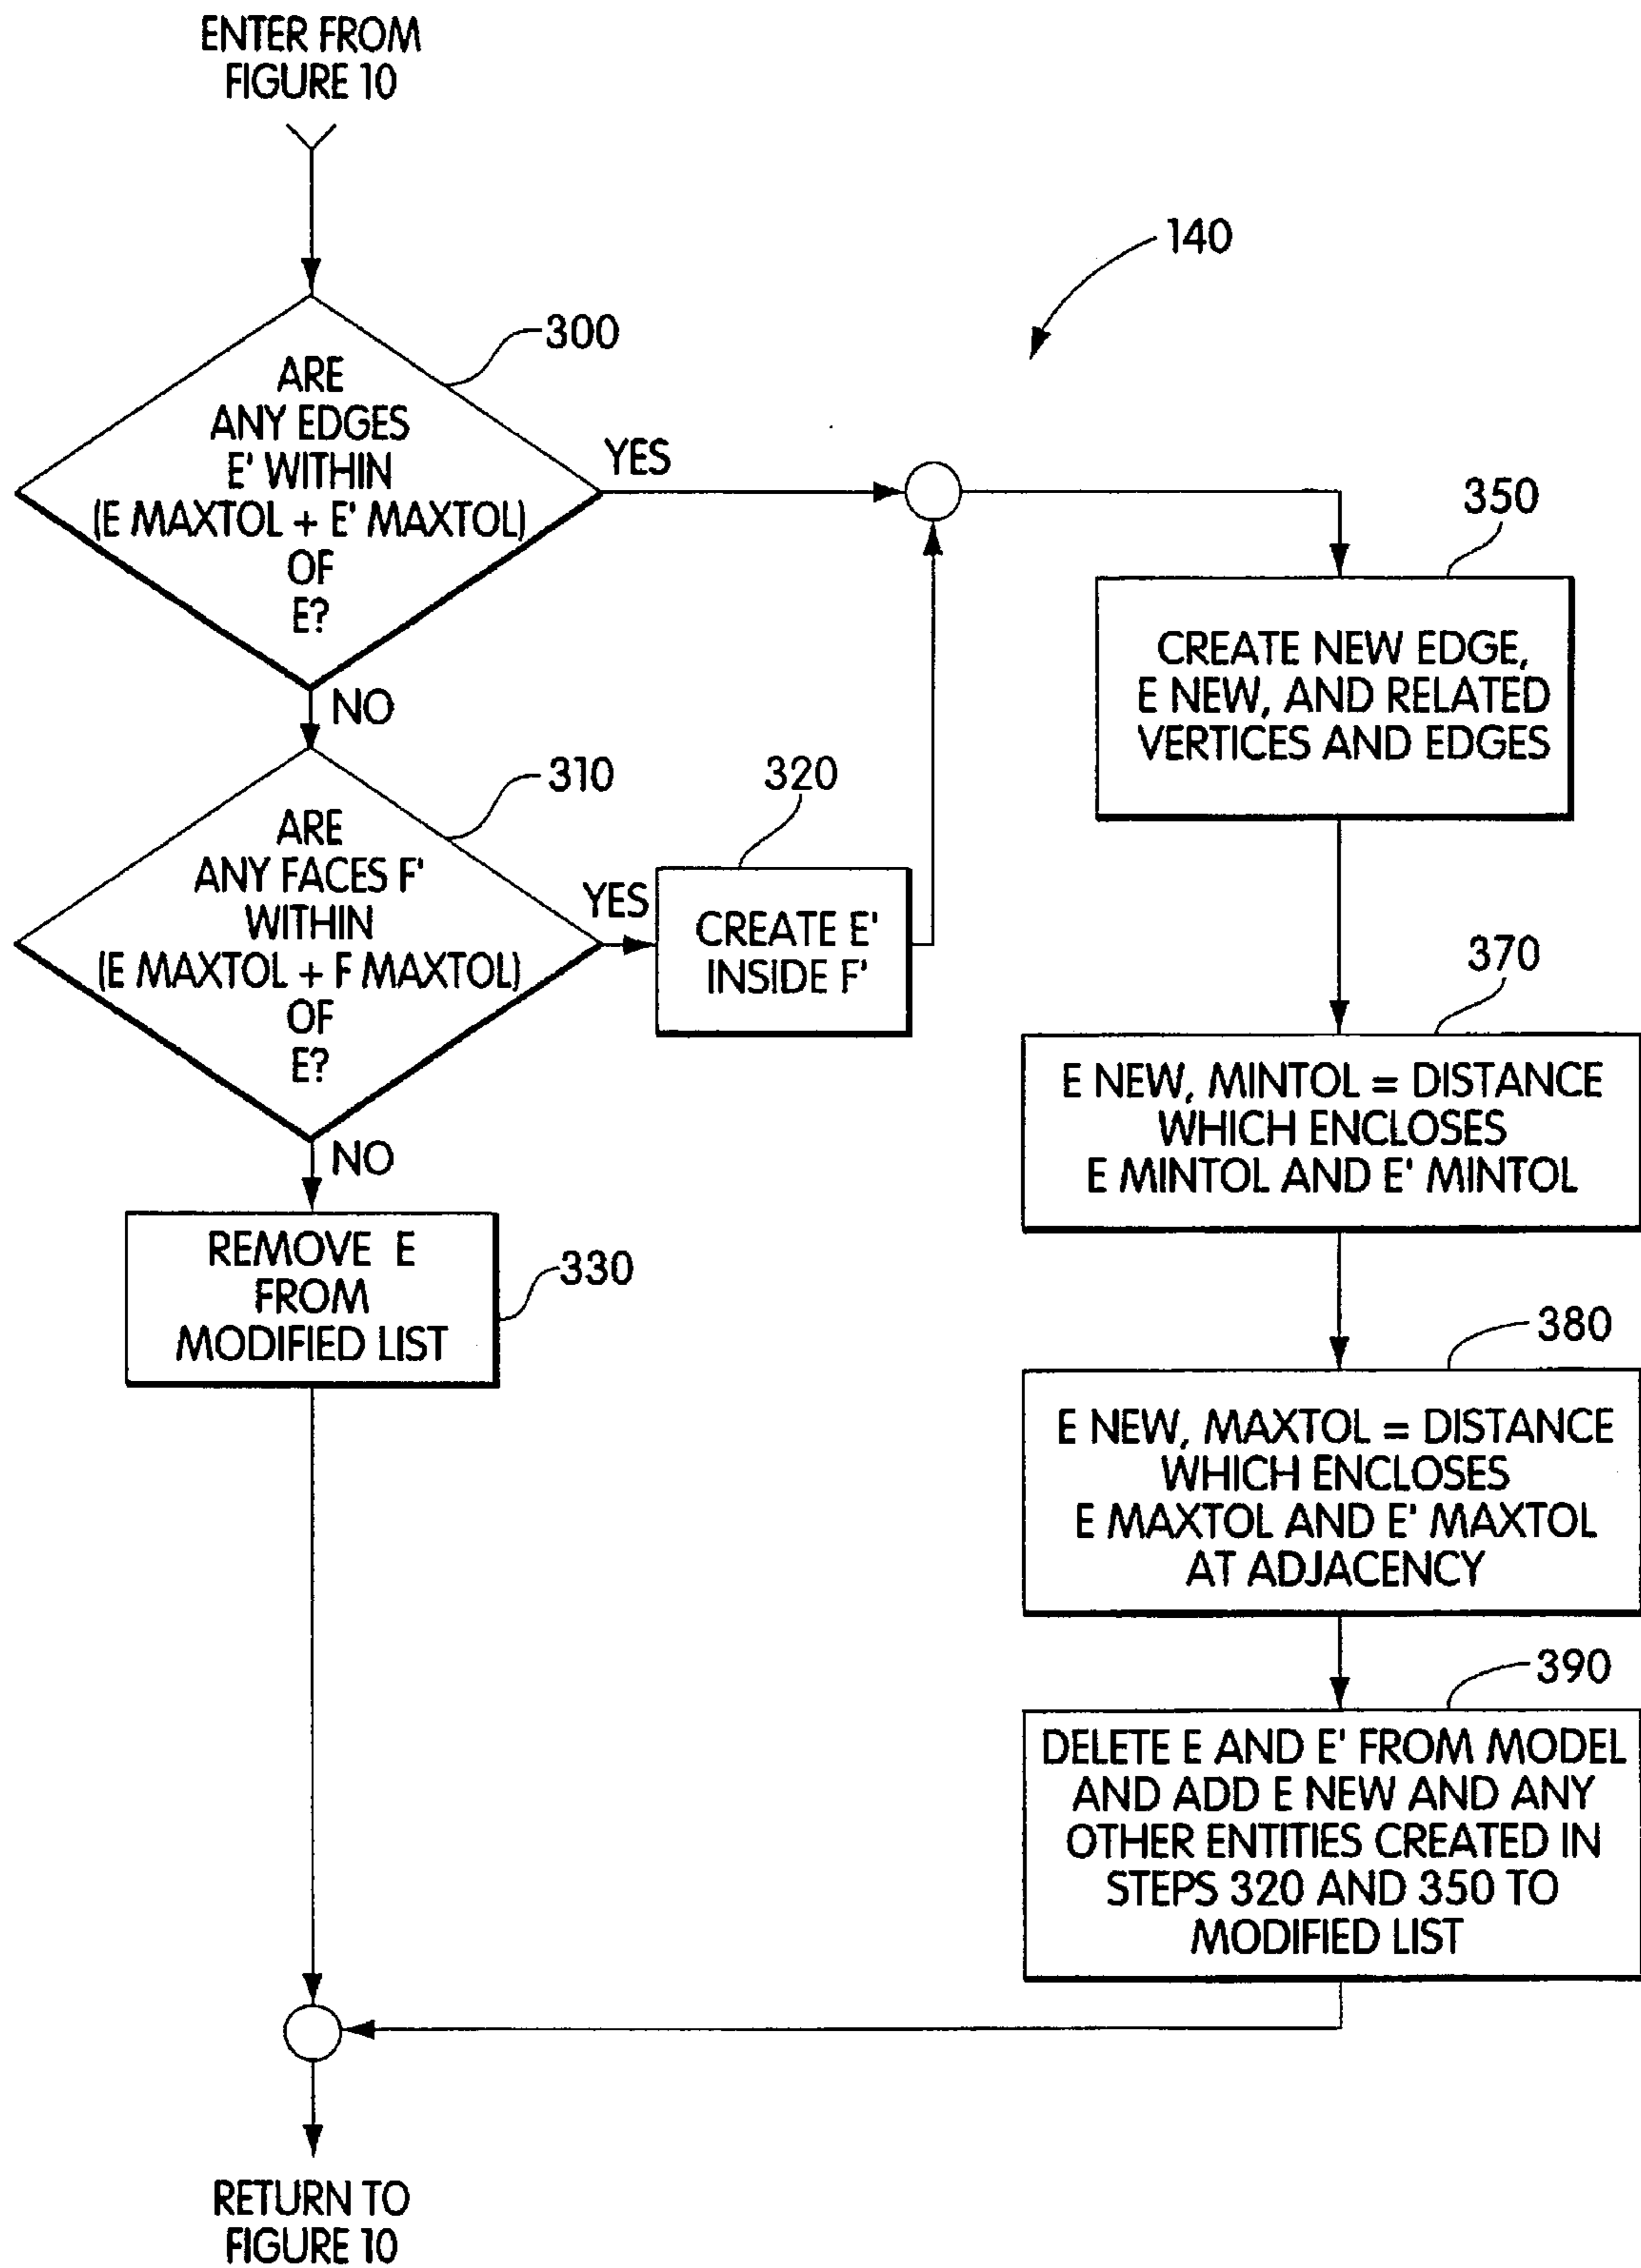 ENTER FROM
FIGURE 10
140
300
ARE
ANY EDGES
E' WITHIN
(E MAXTOL + E' MAXTOL)
OF
E?
YES
NO
310
ARE
ANY FACES F'
WITHIN
(E MAXTOL + F MAXTOL)
OF
E?
YES
NO
320
CREATE E'
INSIDE F'
REMOVE E
FROM
MODIFIED LIST
330
350
CREATE NEW EDGE,
E NEW, AND RELATED
VERTICES AND EDGES
370
E NEW, MINTOL = DISTANCE
WHICH ENCLOSES
E MINTOL AND E' MINTOL
380
E NEW, MAXTOL = DISTANCE
WHICH ENCLOSES
E MAXTOL AND E' MAXTOL
AT ADJACENCY
390
DELETE E AND E' FROM MODEL
AND ADD E NEW AND ANY
OTHER ENTITIES CREATED IN
STEPS 320 AND 350 TO
MODIFIED LIST
RETURN TO
FIGURE 10